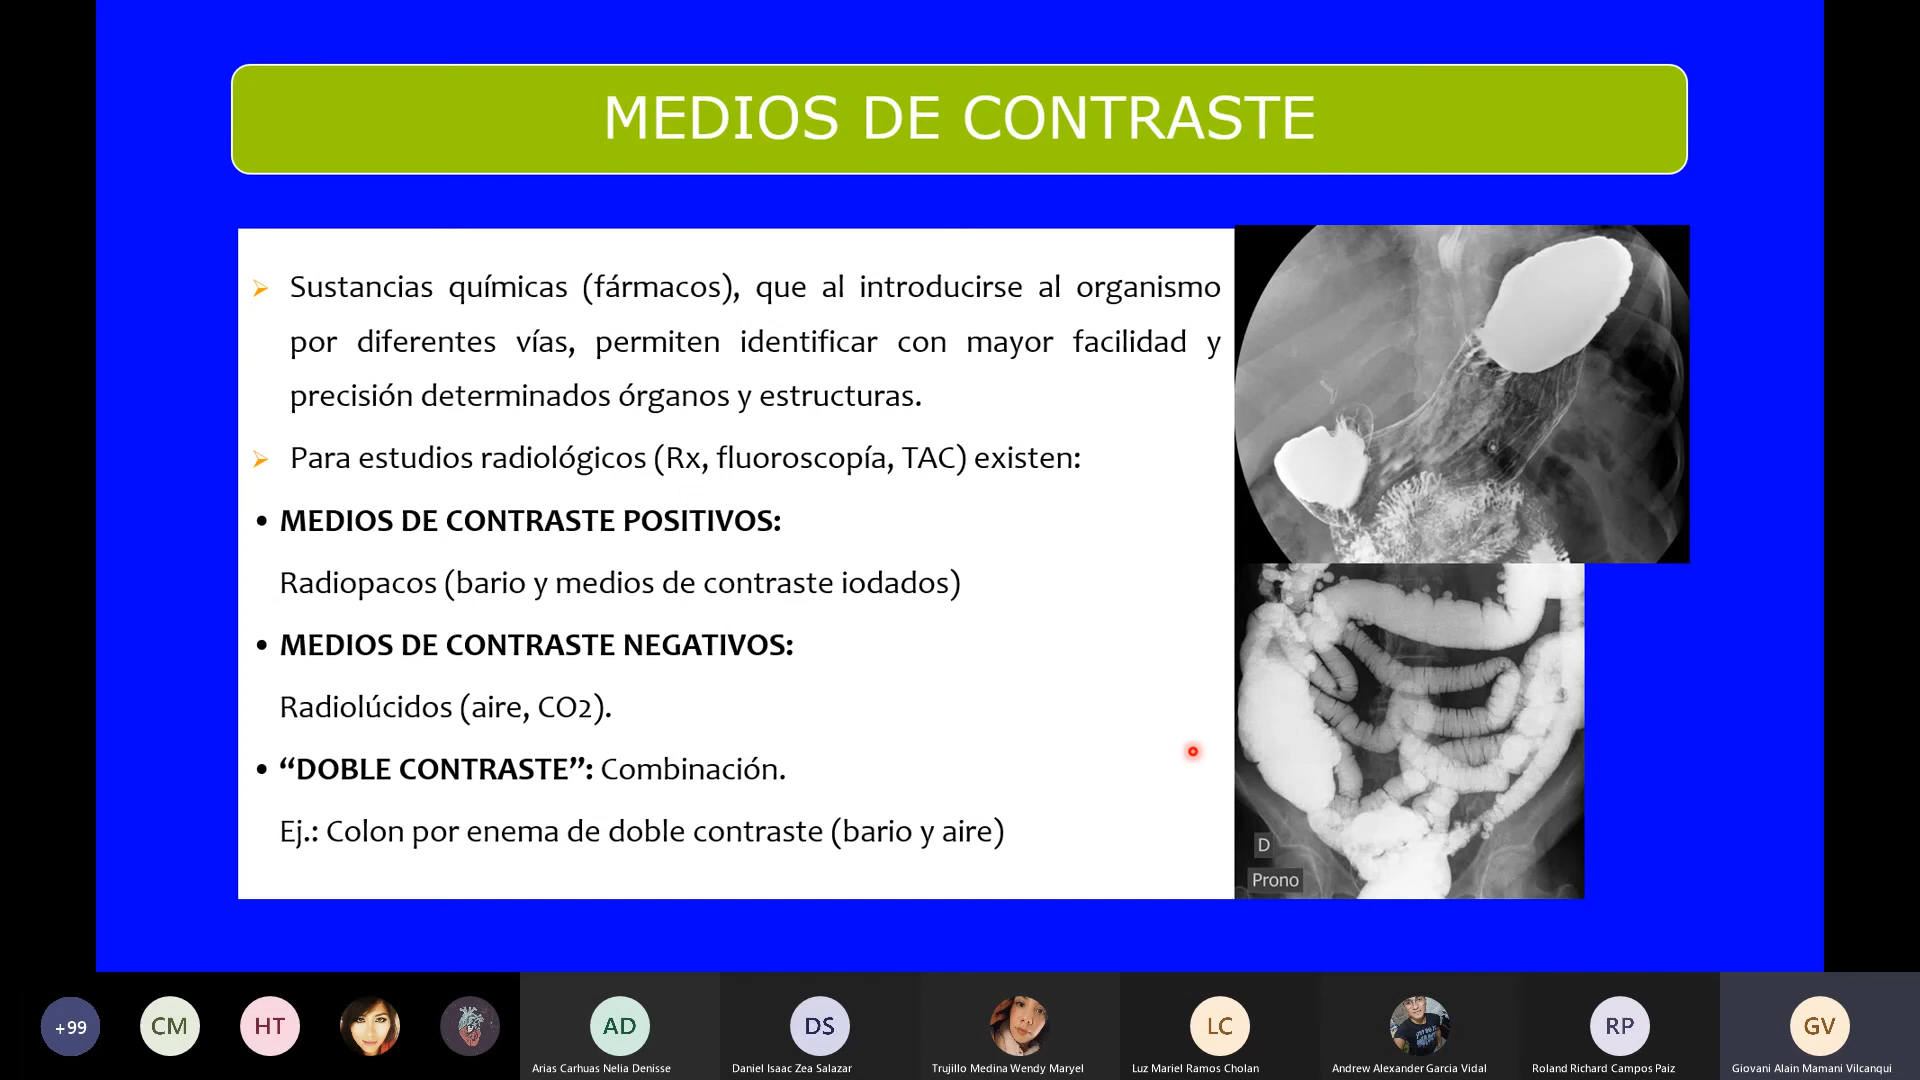 MEDIOS DE CONTRASTE
➢ Sustancias químicas (fármacos), que al introducirse al organismo
por diferentes vías, permiten identificar con mayor facilidad y
precisión determinados órganos y estructuras.
➢ Para estudios radiológicos (Rx, fluoroscopía, TAC) existen:
• MEDIOS DE CONTRASTE POSITIVOS:
Radiopacos (bario y medios de contraste iodados)
• MEDIOS DE CONTRASTE NEGATIVOS:
Radiolúcidos (aire, CO2).
• “DOBLE CONTRASTE”: Combinación.
Ej.: Colon por enema de doble contraste (bario y aire)
D
Prono
+99
CM
HT
AD
DS
LC
RP
GV
Arias Carhuas Nelia Denisse
Daniel Isaac Zea Salazar
Trujillo Medina Wendy Maryel
Luz Mariel Ramos Cholan
Andrew Alexander Garcia Vidal
Roland Richard Campos Paiz
Giovani Alain Mamani Vilcanqui